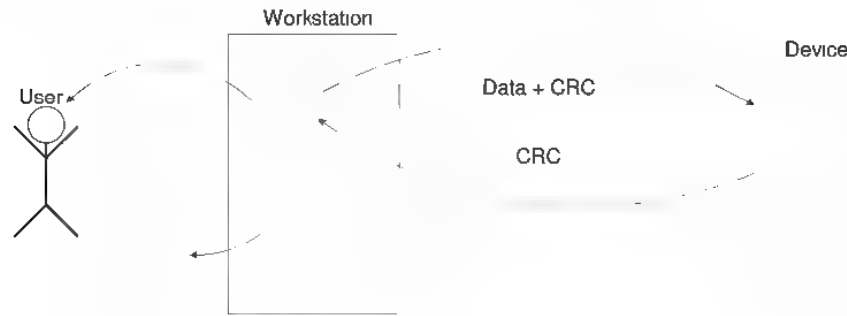 Workstation
Device
User
Data + CRC
CRC